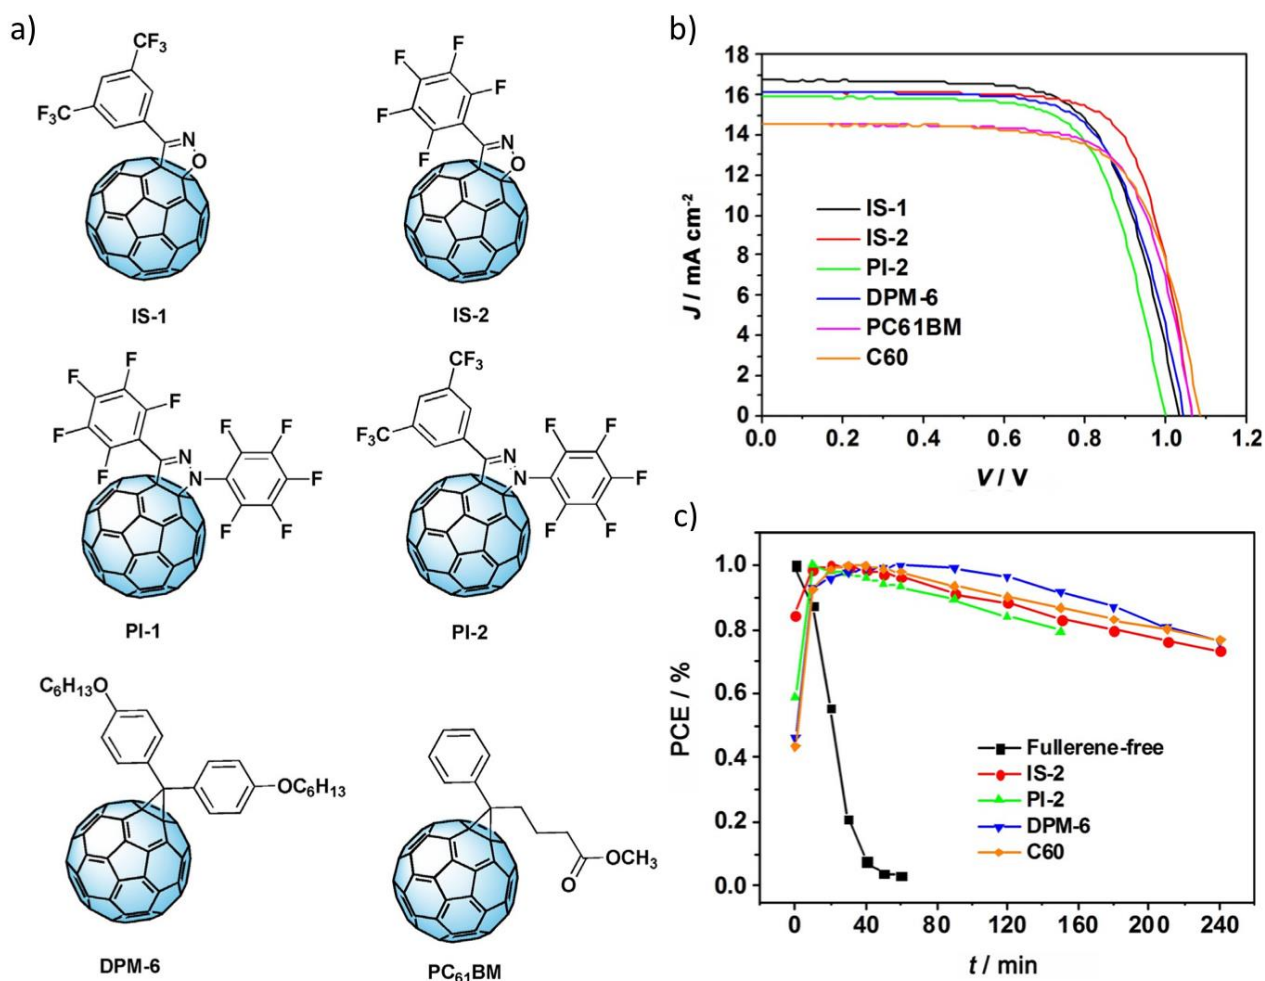 a)
CF3
F3C
N
O
IS-1
F
F
F
F
F
N
O
IS-2
F
F
F
F
F
N
N
F
F
F
F
F
PI-1
CF3
F3C
N
N
F
F
F
F
F
PI-2
C6H13O
OC6H13
DPM-6
OCH3
O
PC61BM
b)
18
16
14
12
10
8
6
4
2
0
J / mA cm-2
IS-1
IS-2
PI-2
DPM-6
PC61BM
C60
0.0 0.2 0.4 0.6 0.8 1.0 1.2
V / V
c)
1.0
0.8
0.6
0.4
0.2
0.0
PCE / %
Fullerene-free
IS-2
PI-2
DPM-6
C60
0 40 80 120 160 200 240
t / min